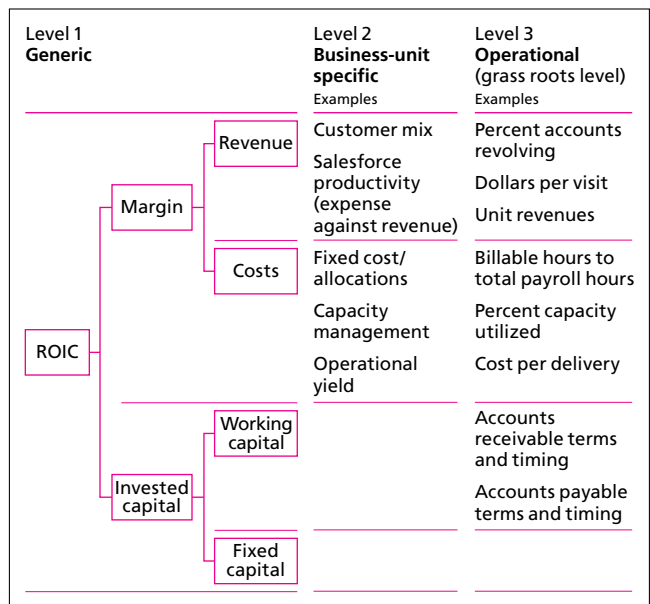 Level 1
Generic
Level 2
Business-unit
specific
Examples
Level 3
Operational
(grass roots level)
Examples
ROIC
Margin
Revenue
Customer mix
Salesforce
productivity
(expense
against revenue)
Percent accounts
revolving
Dollars per visit
Unit revenues
Costs
Fixed cost/
allocations
Capacity
management
Operational
yield
Billable hours to
total payroll hours
Percent capacity
utilized
Cost per delivery
Invested
capital
Working
capital
Accounts
receivable terms
and timing
Accounts payable
terms and timing
Fixed
capital